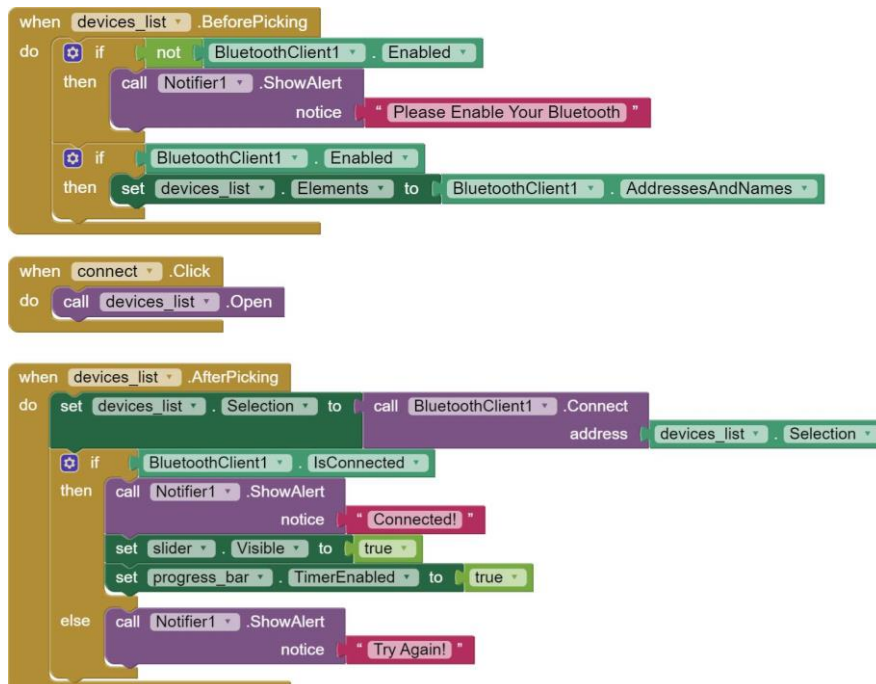 when devices_list .BeforePicking
do if not BluetoothClient1 . Enabled
then call Notifier1 .ShowAlert
notice " Please Enable Your Bluetooth "
if BluetoothClient1 . Enabled
then set devices_list . Elements to BluetoothClient1 . AddressesAndNames
when connect .Click
do call devices_list .Open
when devices_list .AfterPicking
do set devices_list . Selection to call BluetoothClient1 .Connect
address devices_list . Selection
if BluetoothClient1 . IsConnected
then call Notifier1 .ShowAlert
notice " Connected! "
set slider . Visible to true
set progress_bar . TimerEnabled to true
else call Notifier1 .ShowAlert
notice " Try Again! "